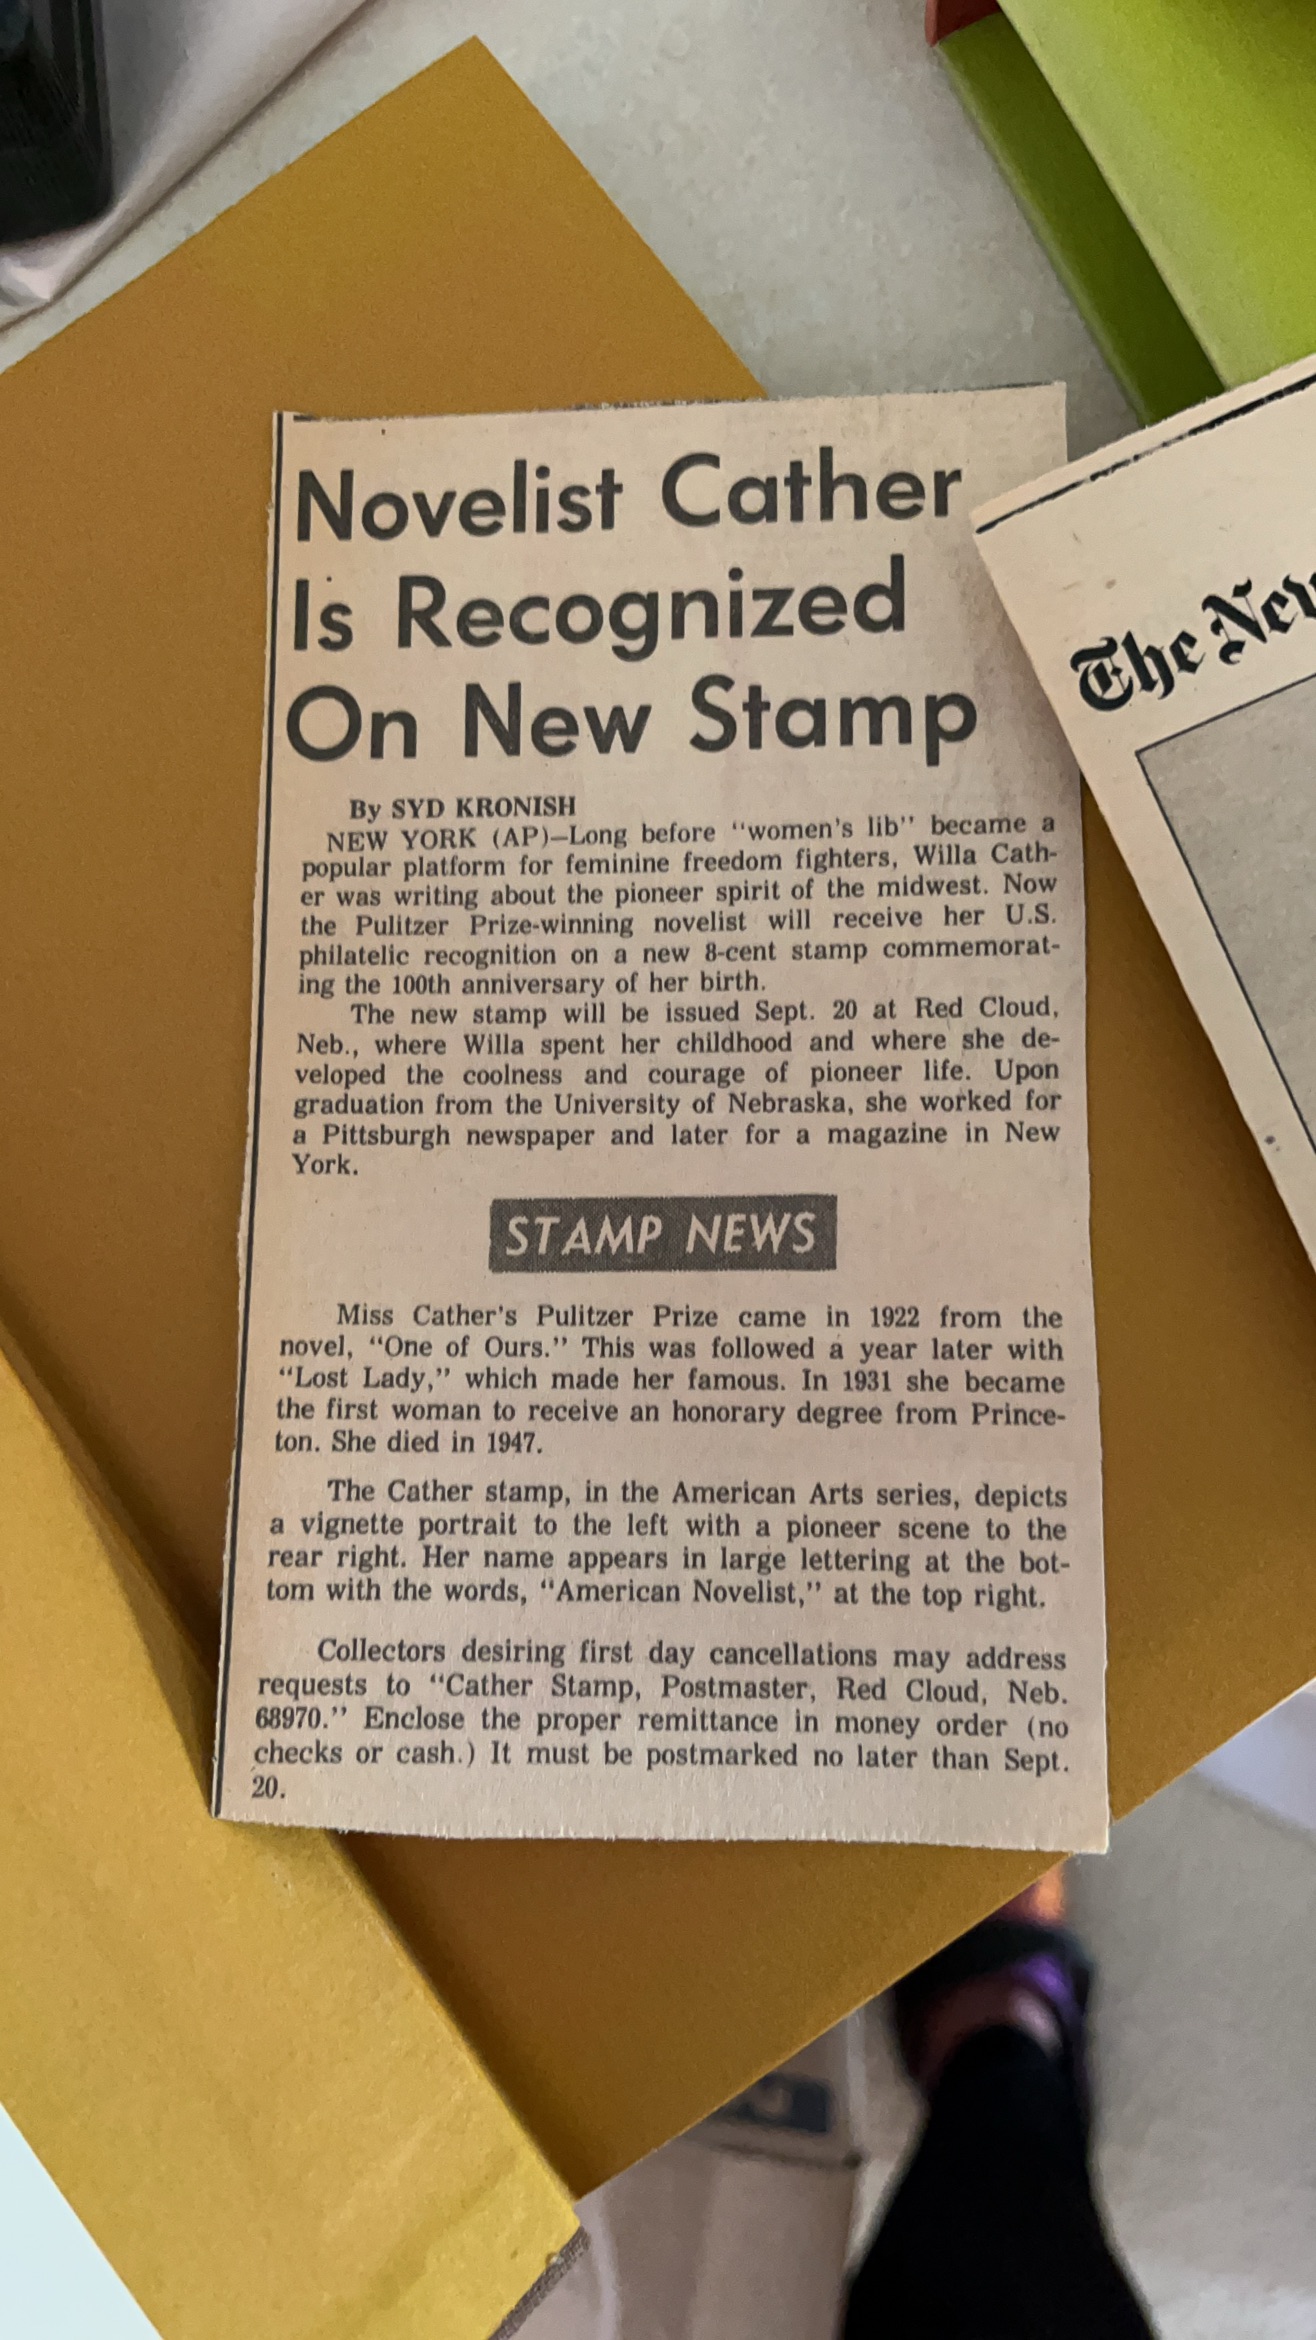 Novelist Cather
Is Recognized
On New Stamp
By SYD KRONISH
NEW YORK (AP)—Long before "women's lib" became a
popular platform for feminine freedom fighters, Willa Cath-
er was writing about the pioneer spirit of the midwest. Now
the Pulitzer Prize-winning novelist will receive her U.S.
philatelic recognition on a new 8-cent stamp commemorat-
ing the 100th anniversary of her birth.
The new stamp will be issued Sept. 20 at Red Cloud,
Neb., where Willa spent her childhood and where she de-
veloped the coolness and courage of pioneer life. Upon
graduation from the University of Nebraska, she worked for
a Pittsburgh newspaper and later for a magazine in New
York.
STAMP NEWS
Miss Cather's Pulitzer Prize came in 1922 from the
novel, "One of Ours." This was followed a year later with
"Lost Lady," which made her famous. In 1931 she became
the first woman to receive an honorary degree from Prince-
ton. She died in 1947.
The Cather stamp, in the American Arts series, depicts
a vignette portrait to the left with a pioneer scene to the
rear right. Her name appears in large lettering at the bot-
tom with the words, "American Novelist," at the top right.
Collectors desiring first day cancellations may address
requests to "Cather Stamp, Postmaster, Red Cloud, Neb.
68970." Enclose the proper remittance in money order (no
checks or cash.) It must be postmarked no later than Sept.
20.
The New